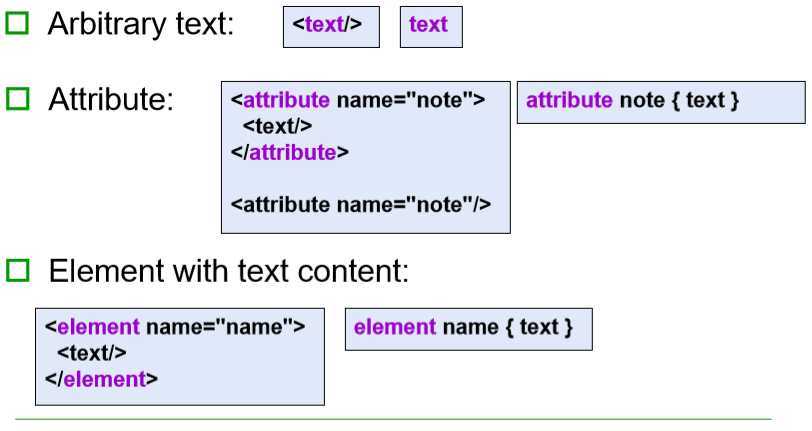 Arbitrary text: <text/> text
Attribute: <attribute name="note"> attribute note { text }
<text/>
</attribute>
<attribute name="note"/>
Element with text content:
<element name="name"> element name { text }
<text/>
</element>